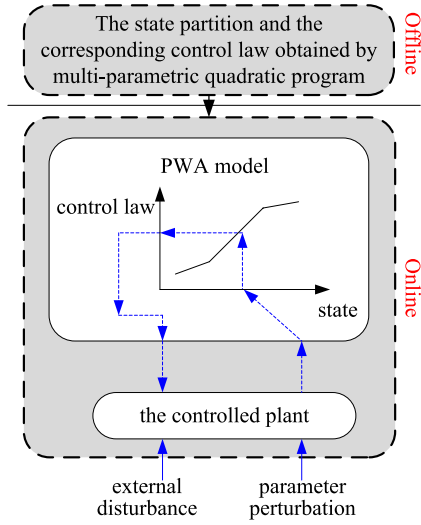 The state partition and the
corresponding control law obtained by
multi-parametric quadratic program
Offline
PWA model
control law
state
Online
the controlled plant
external
disturbance
parameter
perturbation